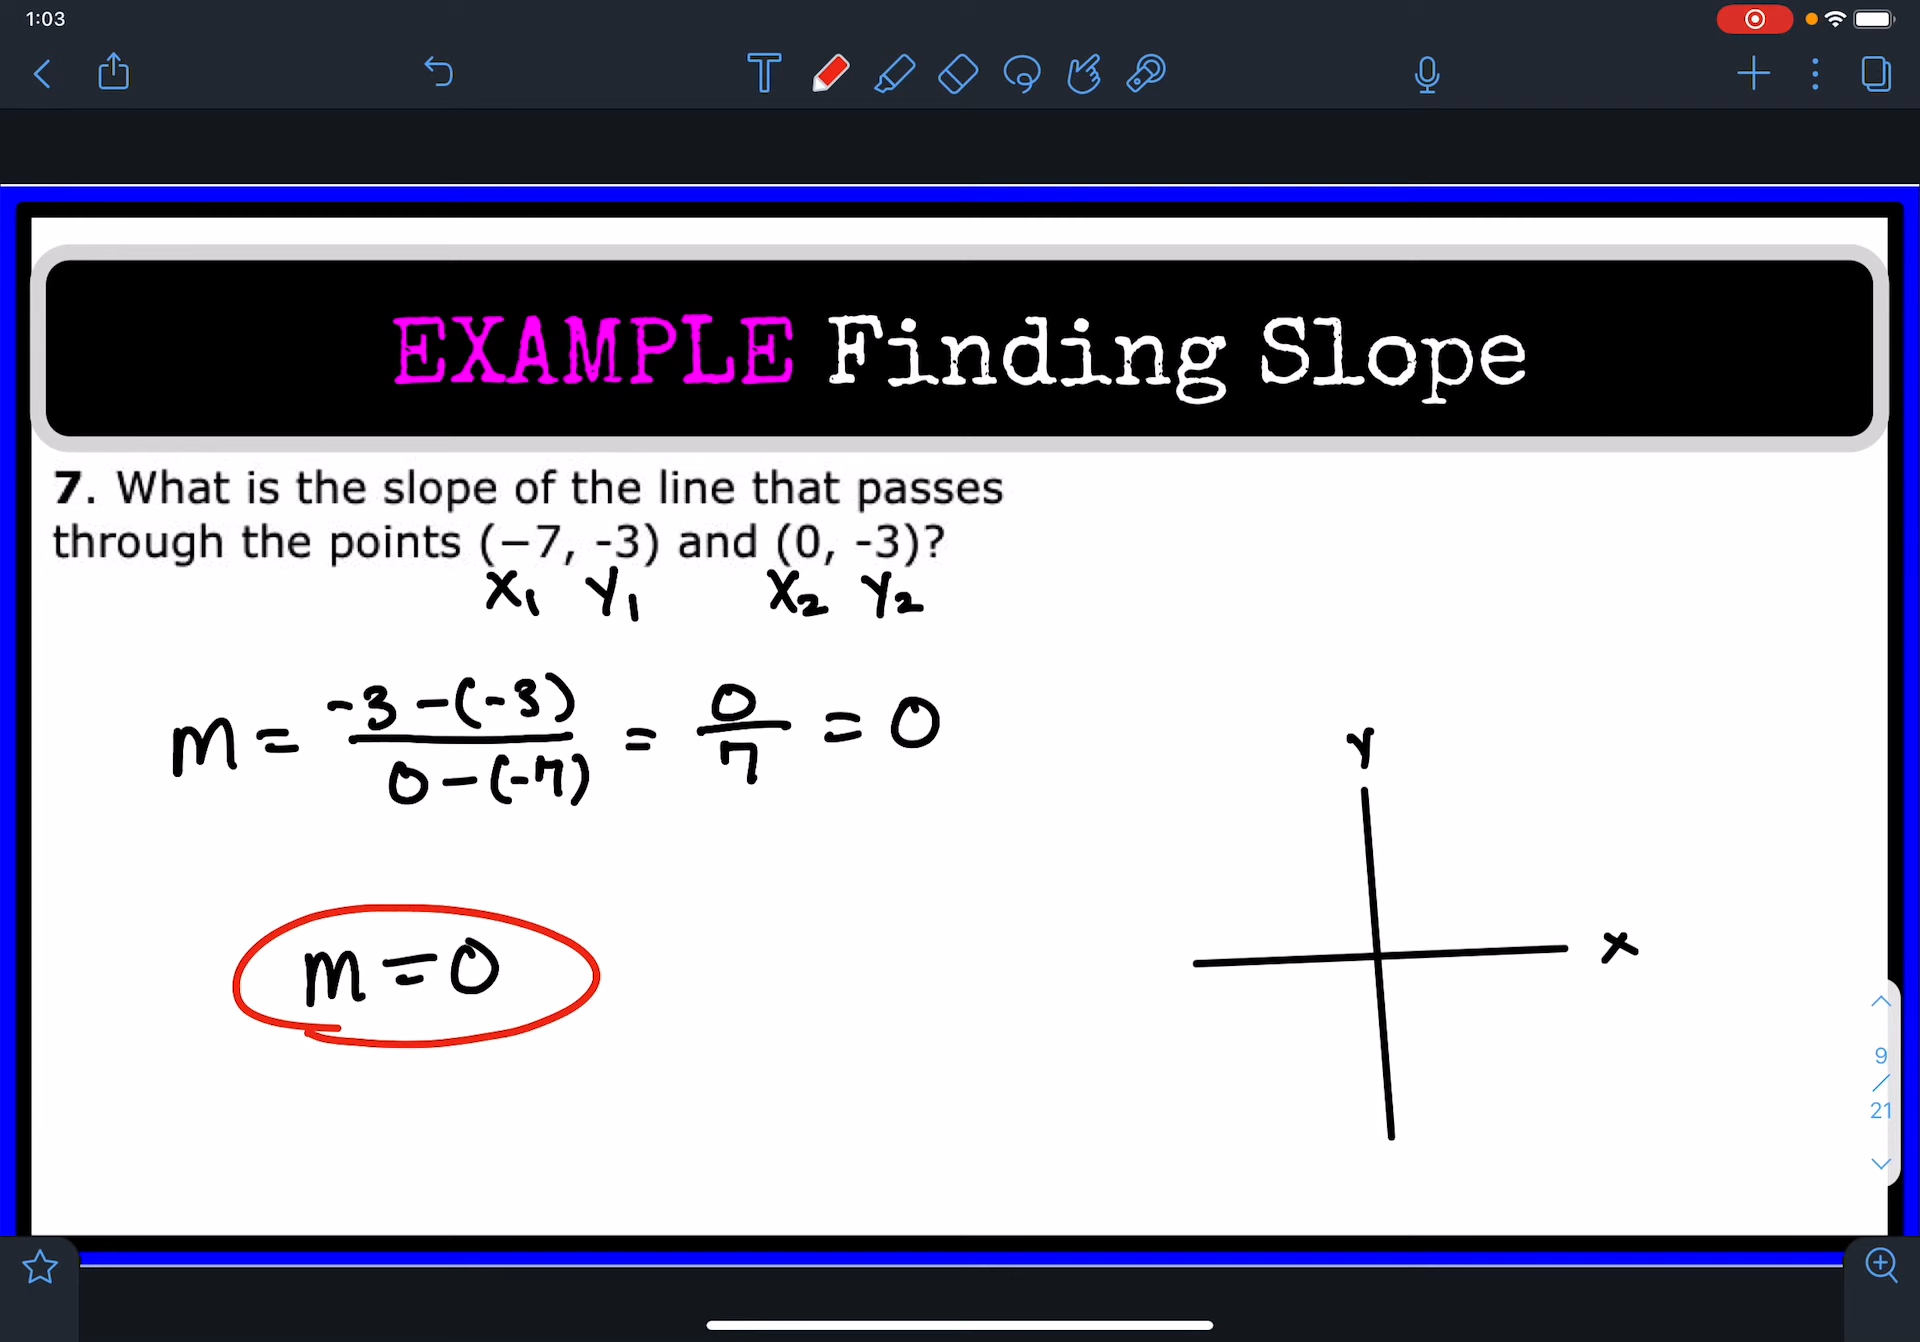 1:03
EXAMPLE Finding Slope
7. What is the slope of the line that passes
through the points (−7, -3) and (0, -3)?
x₁ y₁ x₂ y₂
m = -3-(-3) / 0-(-7) = 0/7 = 0
m = 0
Y
X
9
/
21